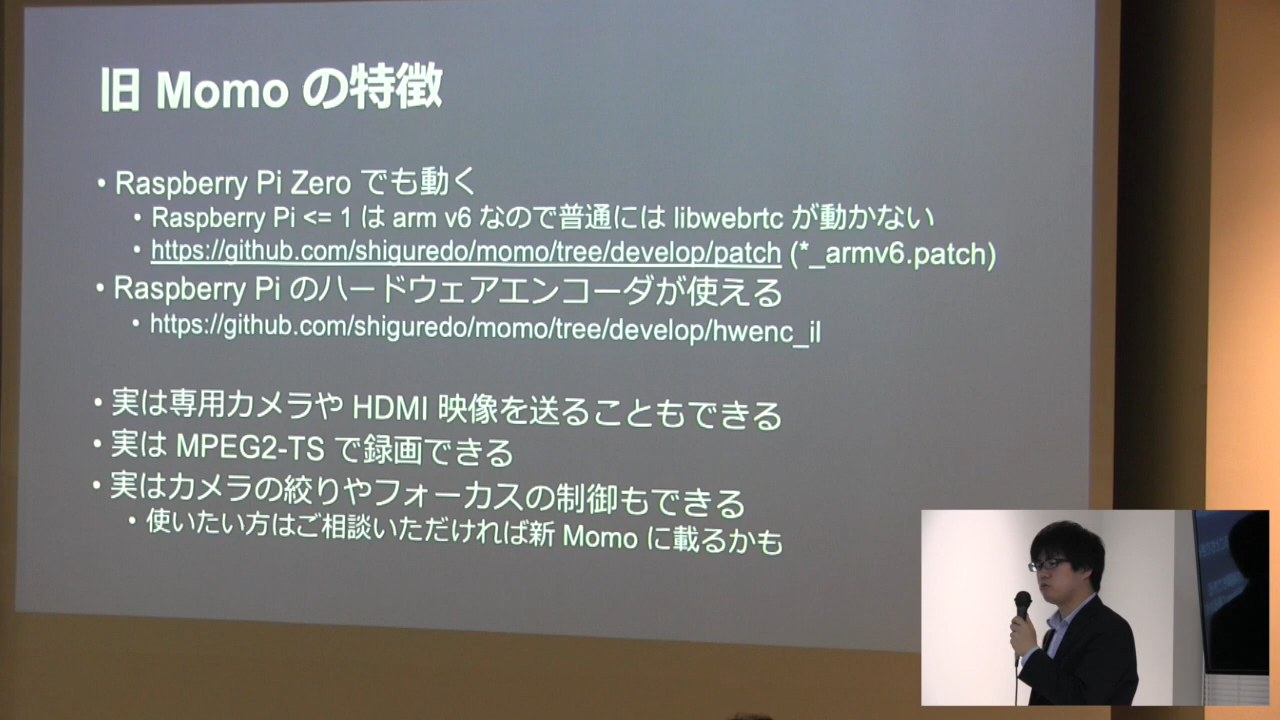 旧 Momo の特徴
• Raspberry Pi Zero でも動く
• Raspberry Pi <= 1 は arm v6 なので普通には libwebrtc が動かない
• https://github.com/shiguredo/momo/tree/develop/patch (*_armv6.patch)
• Raspberry Pi のハードウェアエンコーダが使える
• https://github.com/shiguredo/momo/tree/develop/hwenc_il
• 実は専用カメラや HDMI 映像を送ることもできる
• 実は MPEG2-TS で録画できる
• 実はカメラの絞りやフォーカスの制御もできる
• 使いたい方はご相談いただければ新 Momo に載るかも